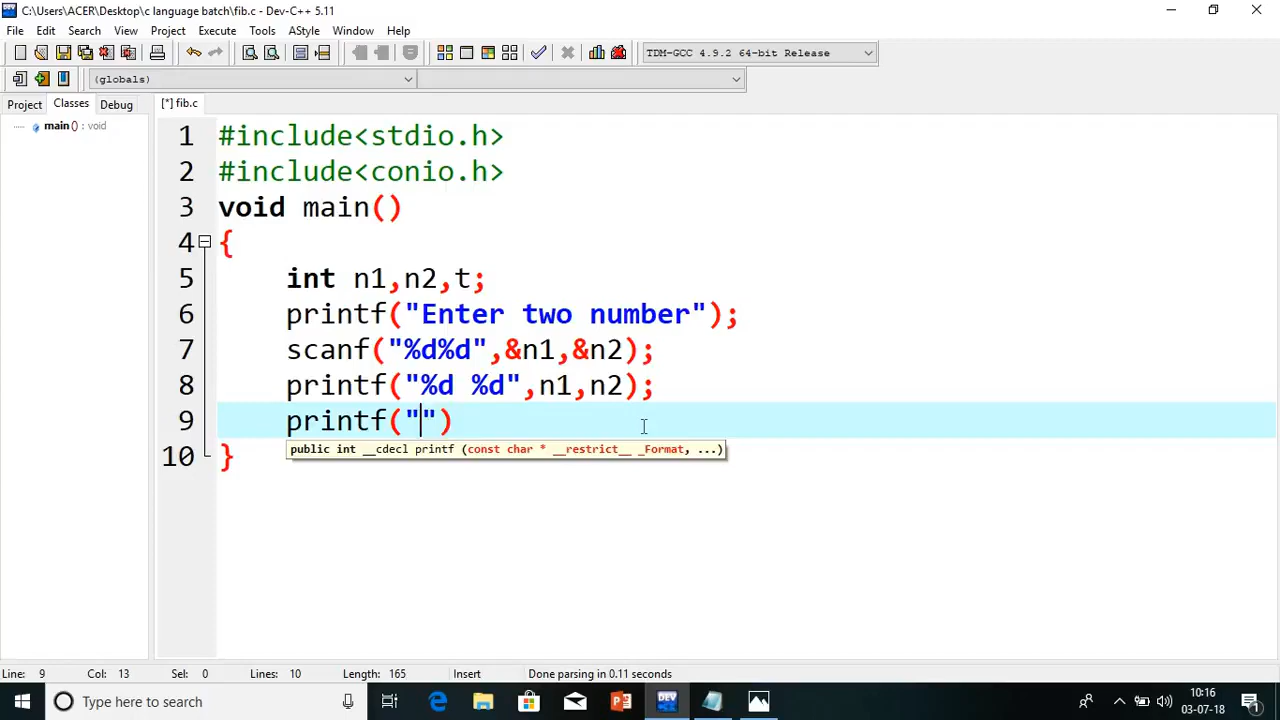 C:\Users\ACER\Desktop\c language batch\fib.c - Dev-C++ 5.11
File Edit Search View Project Execute Tools AStyle Window Help
TDM-GCC 4.9.2 64-bit Release
(globals)
Project Classes Debug
[*] fib.c
main () : void
1 #include<stdio.h>
2 #include<conio.h>
3 void main()
4 {
5 int n1,n2,t;
6 printf("Enter two number");
7 scanf("%d%d",&n1,&n2);
8 printf("%d %d",n1,n2);
9 printf("")
public int __cdecl printf (const char * __restrict__ _Format, ...)
10 }
Line: 9 Col: 13 Sel: 0 Lines: 10 Length: 165 Insert Done parsing in 0.11 seconds
Type here to search
DEV
10:16
03-07-18
1